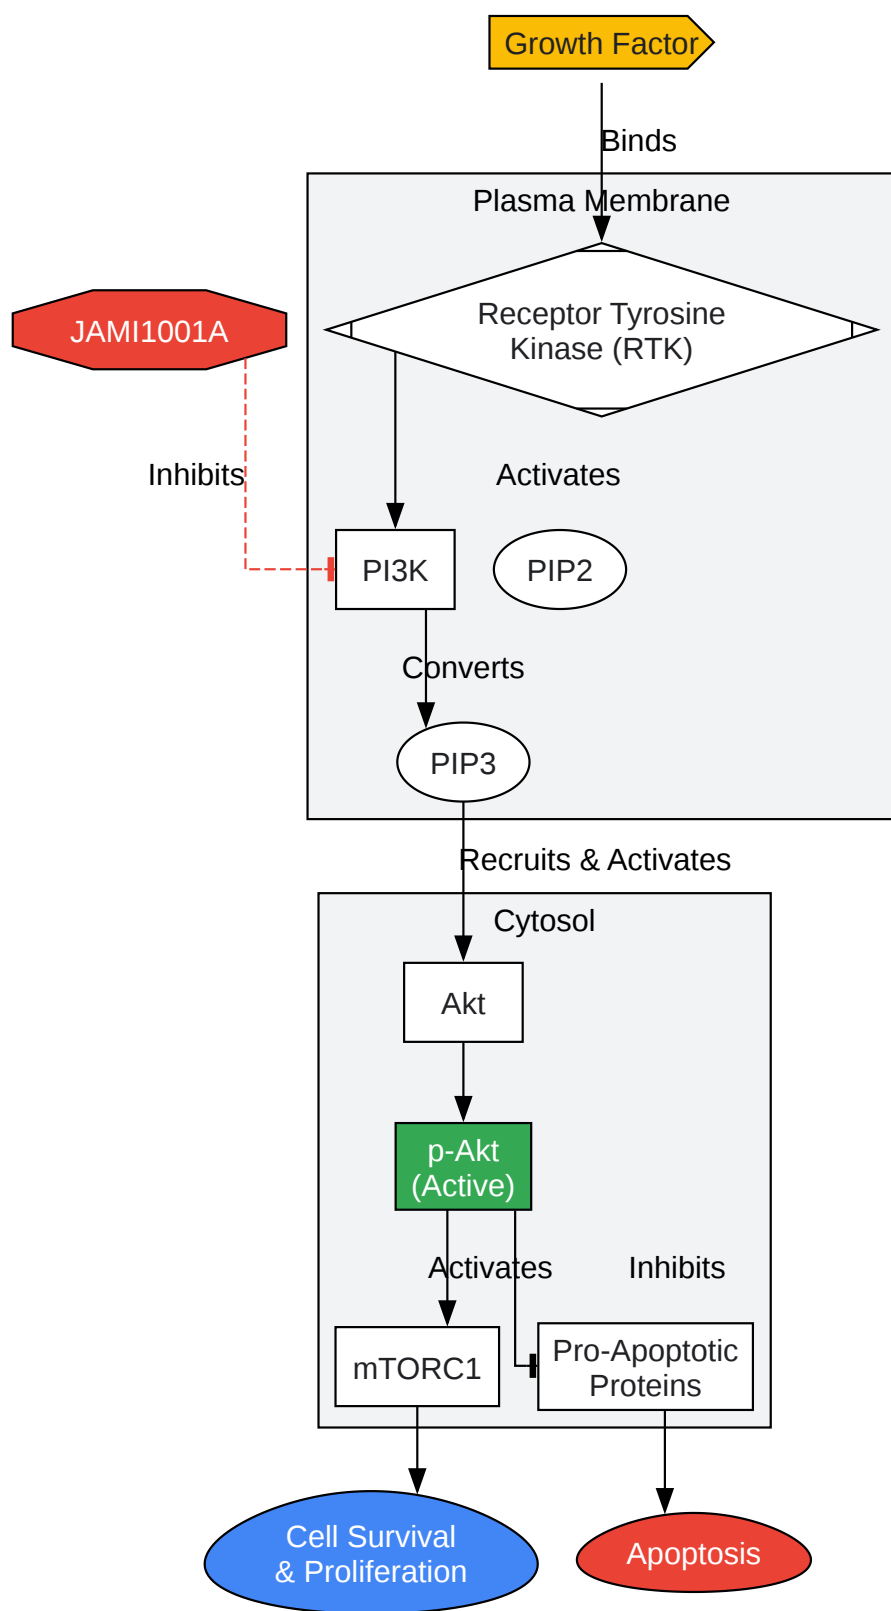 Growth Factor
Binds
Plasma Membrane
Receptor Tyrosine
Kinase (RTK)
JAMI1001A
Inhibits
Activates
PI3K
PIP2
Converts
PIP3
Recruits & Activates
Cytosol
Akt
p-Akt
(Active)
Activates
Inhibits
mTORC1
Pro-Apoptotic
Proteins
Cell Survival
& Proliferation
Apoptosis